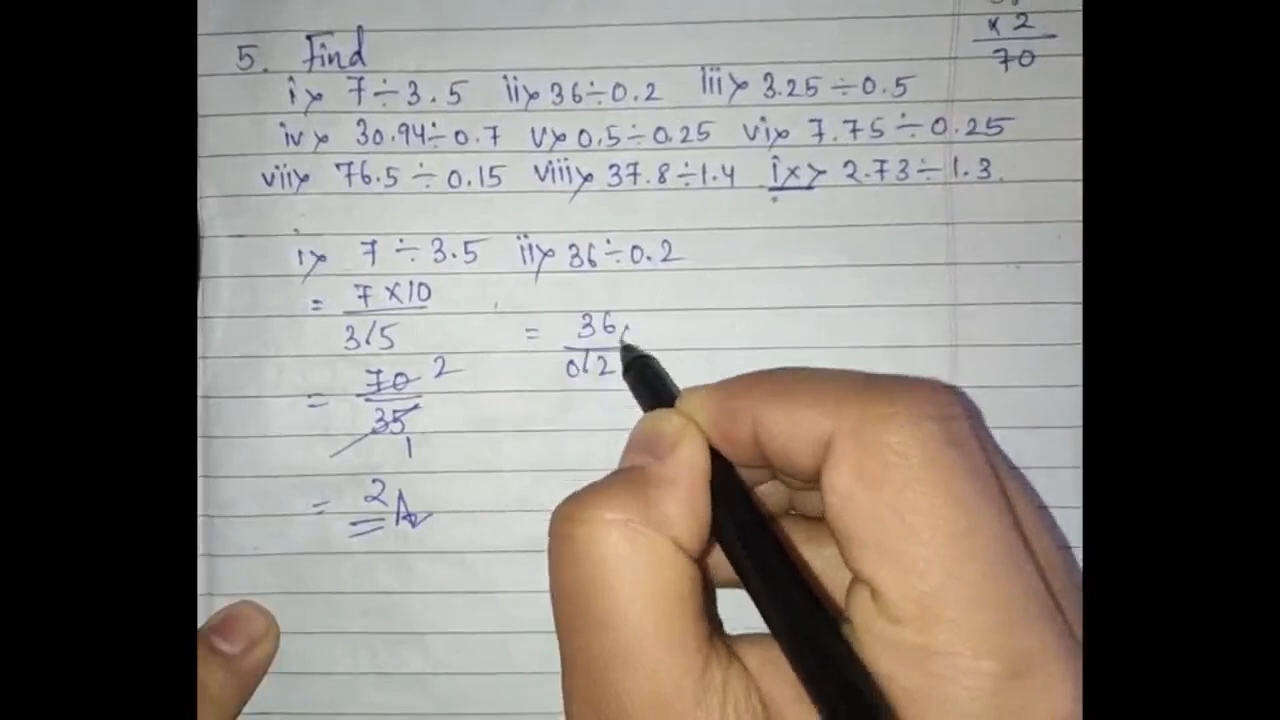 × 2
70
5. Find
i> 7 ÷ 3.5 ii> 36 ÷ 0.2 iii> 3.25 ÷ 0.5
iv> 30.94 ÷ 0.7 v> 0.5 ÷ 0.25 vi> 7.75 ÷ 0.25
vii> 76.5 ÷ 0.15 viii> 37.8 ÷ 1.4 ix> 2.73 ÷ 1.3
i> 7 ÷ 3.5 ii> 36 ÷ 0.2
= 7 × 10
3/5
= 36
0/2
= 70 2
35
1
= 2